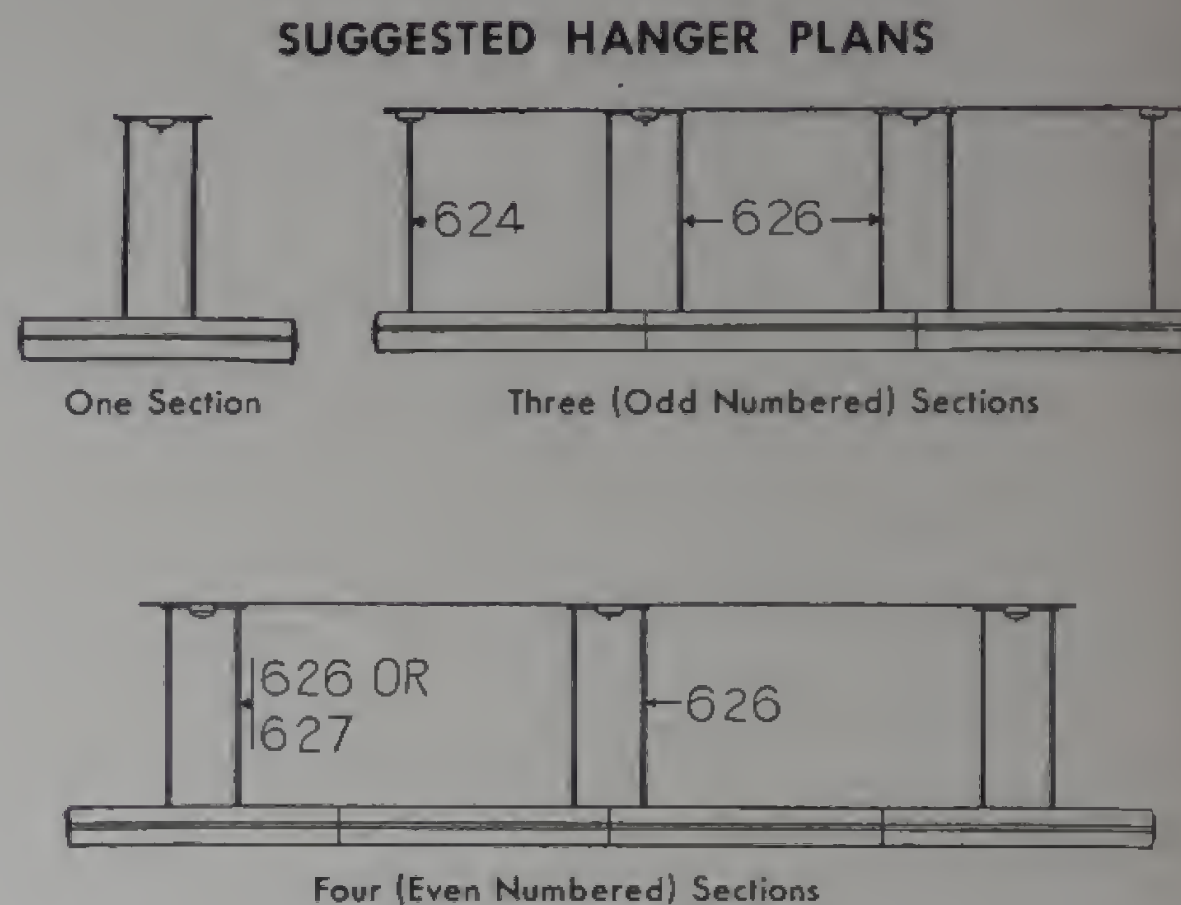 SUGGESTED HANGER PLANS
624
626
One Section
Three (Odd Numbered) Sections
626 OR
627
626
Four (Even Numbered) Sections